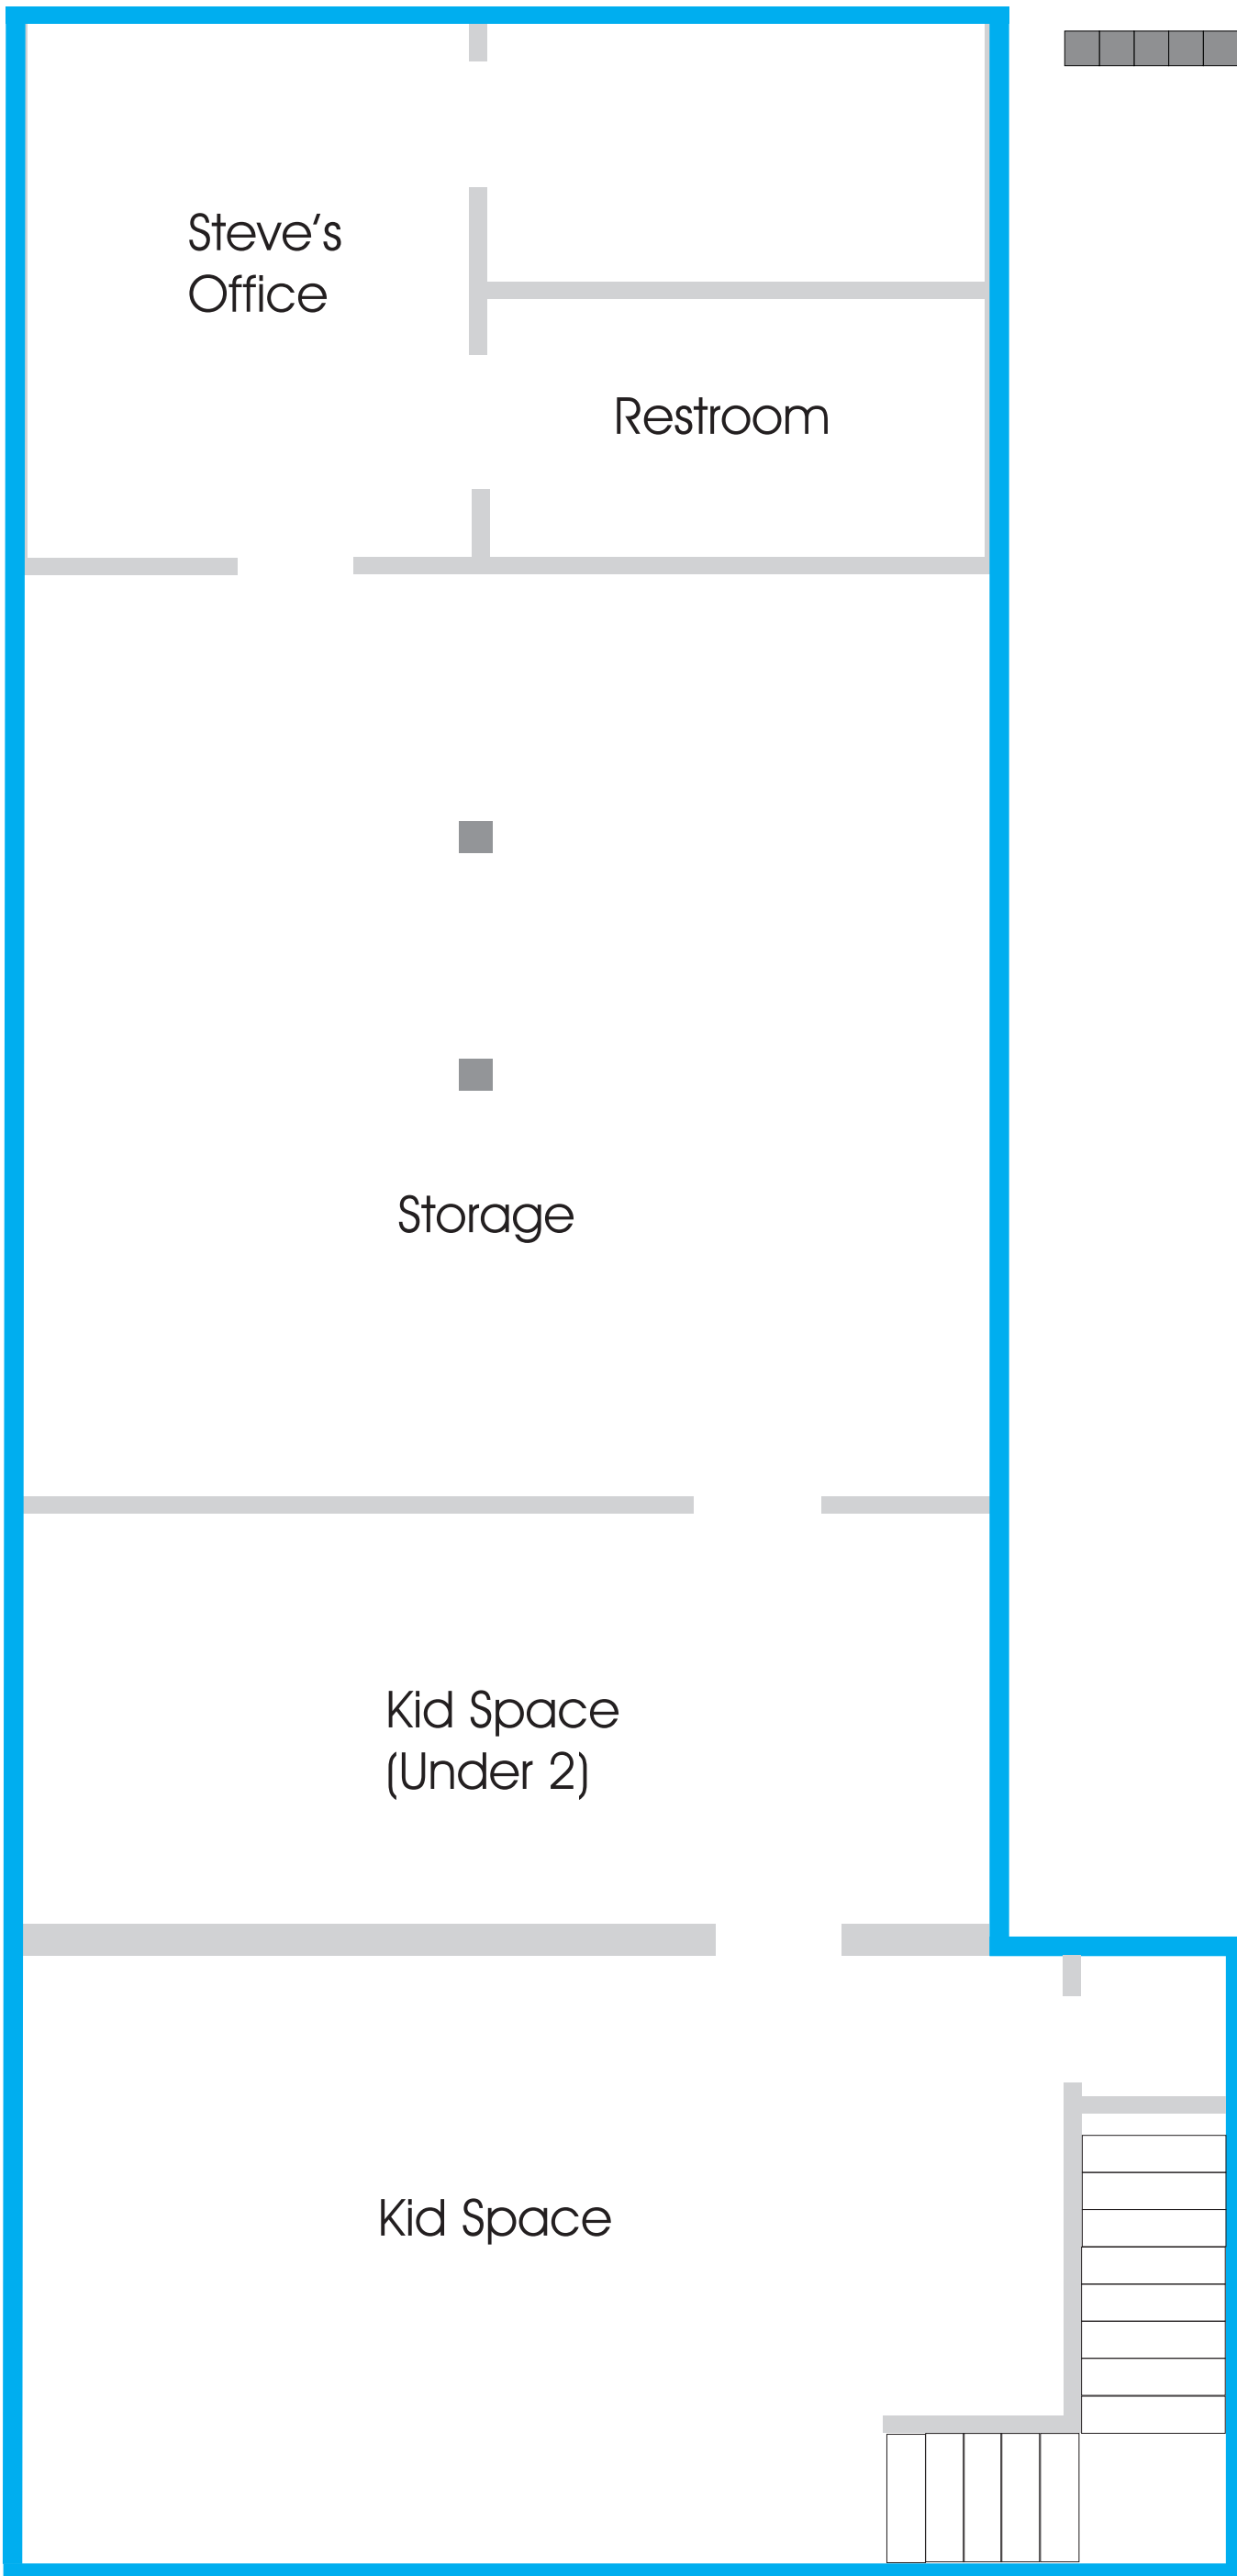 Steve’s
Office
Restroom
Storage
Kid Space
(Under 2)
Kid Space